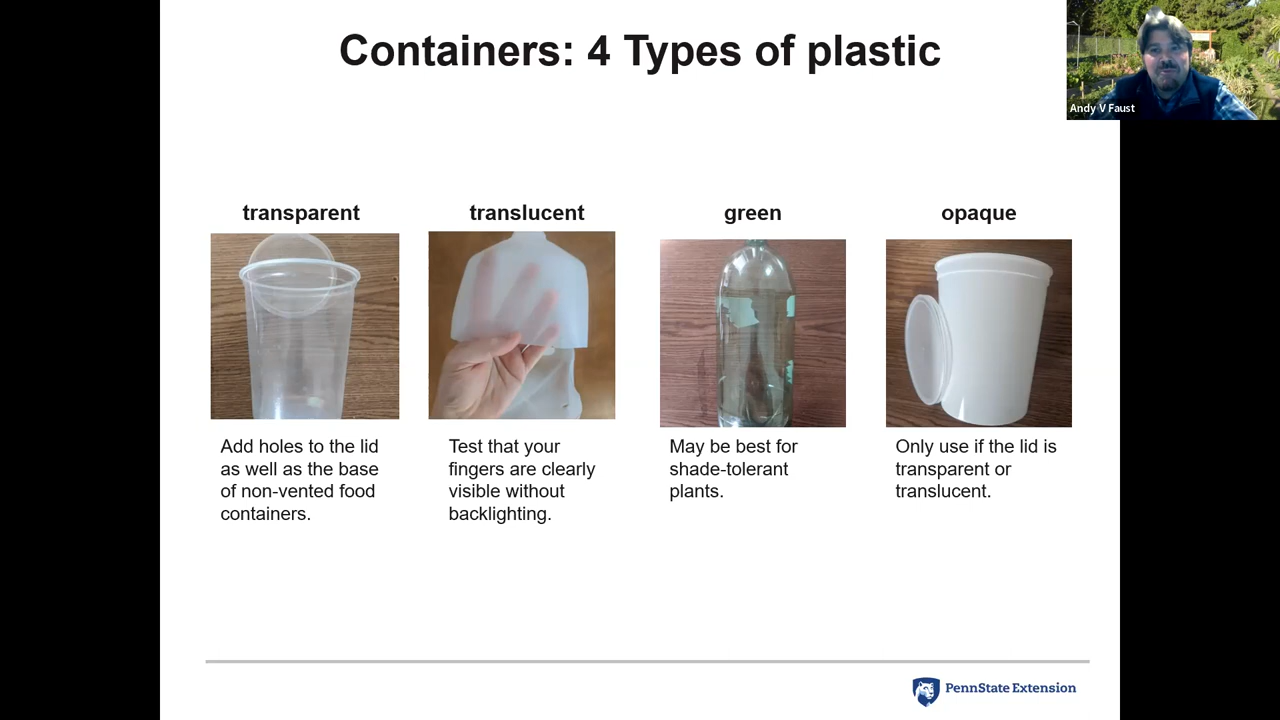 Containers: 4 Types of plastic
Andy V Faust
transparent
translucent
green
opaque
Add holes to the lid
as well as the base
of non-vented food
containers.
Test that your
fingers are clearly
visible without
backlighting.
May be best for
shade-tolerant
plants.
Only use if the lid is
transparent or
translucent.
PennState Extension